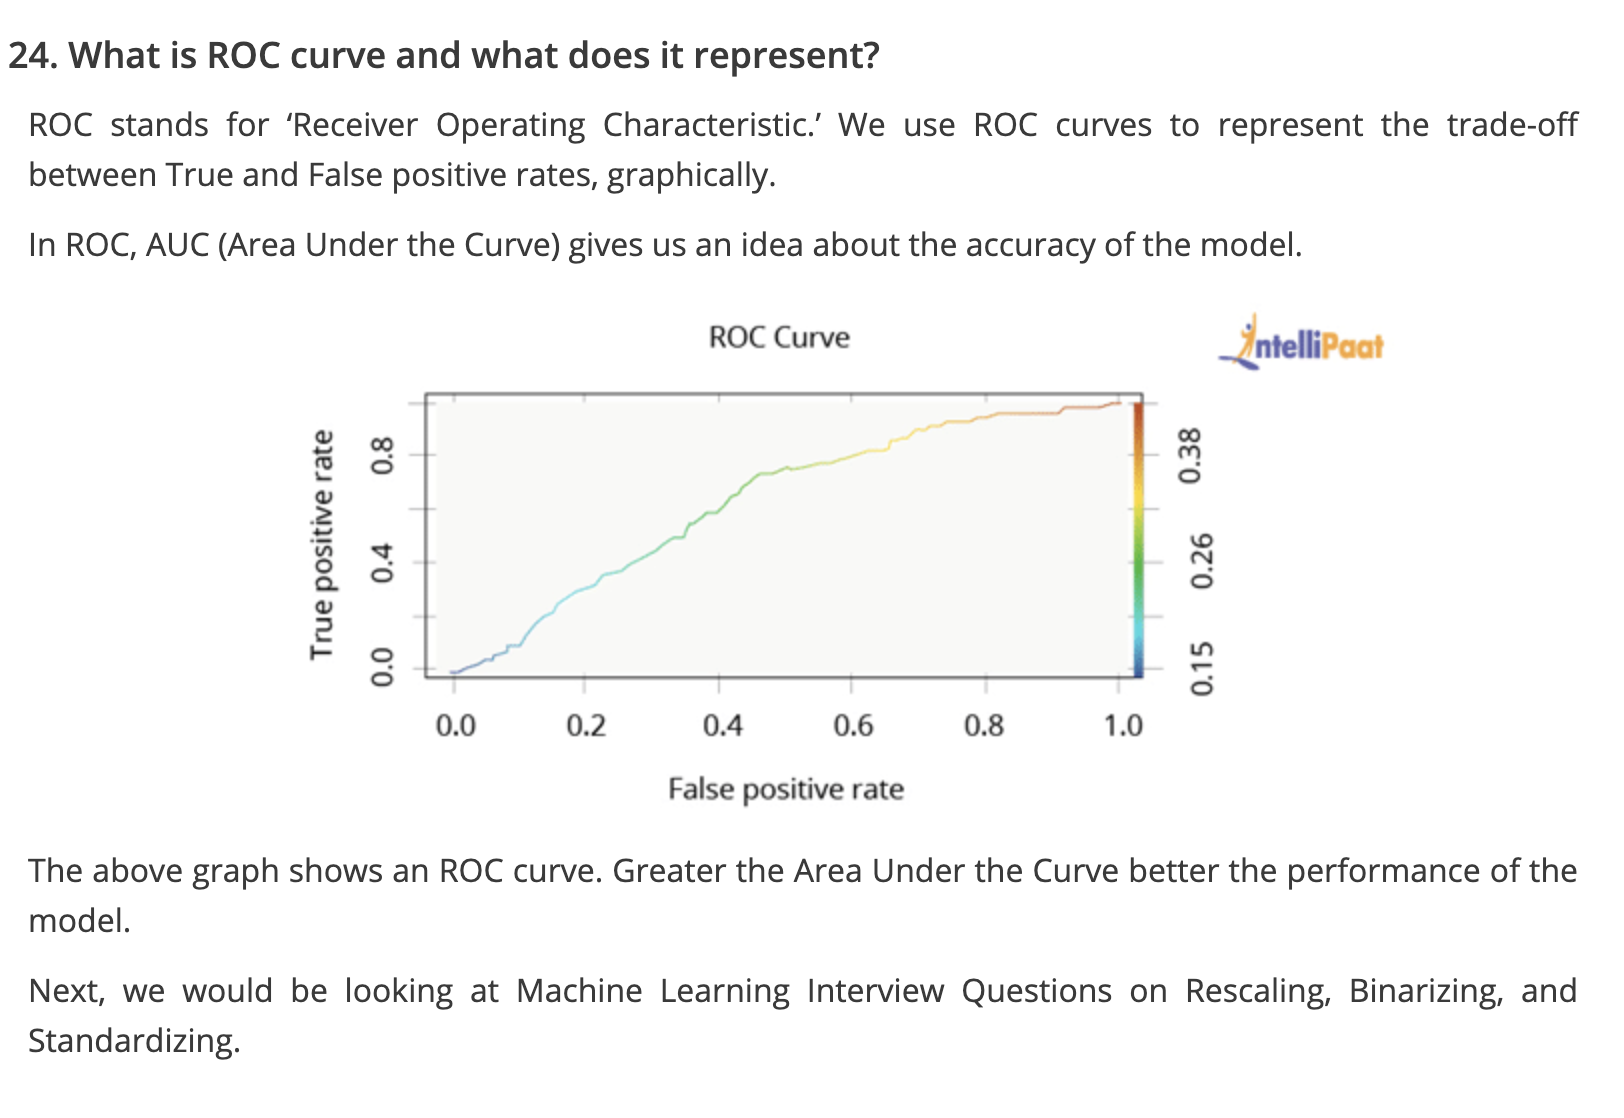 24. What is ROC curve and what does it represent?
ROC stands for ‘Receiver Operating Characteristic.’ We use ROC curves to represent the trade-off
between True and False positive rates, graphically.
In ROC, AUC (Area Under the Curve) gives us an idea about the accuracy of the model.
ROC Curve
intelliPaat
True positive rate
0.8
0.4
0.0
0.38
0.26
0.15
0.0 0.2 0.4 0.6 0.8 1.0
False positive rate
The above graph shows an ROC curve. Greater the Area Under the Curve better the performance of the
model.
Next, we would be looking at Machine Learning Interview Questions on Rescaling, Binarizing, and
Standardizing.